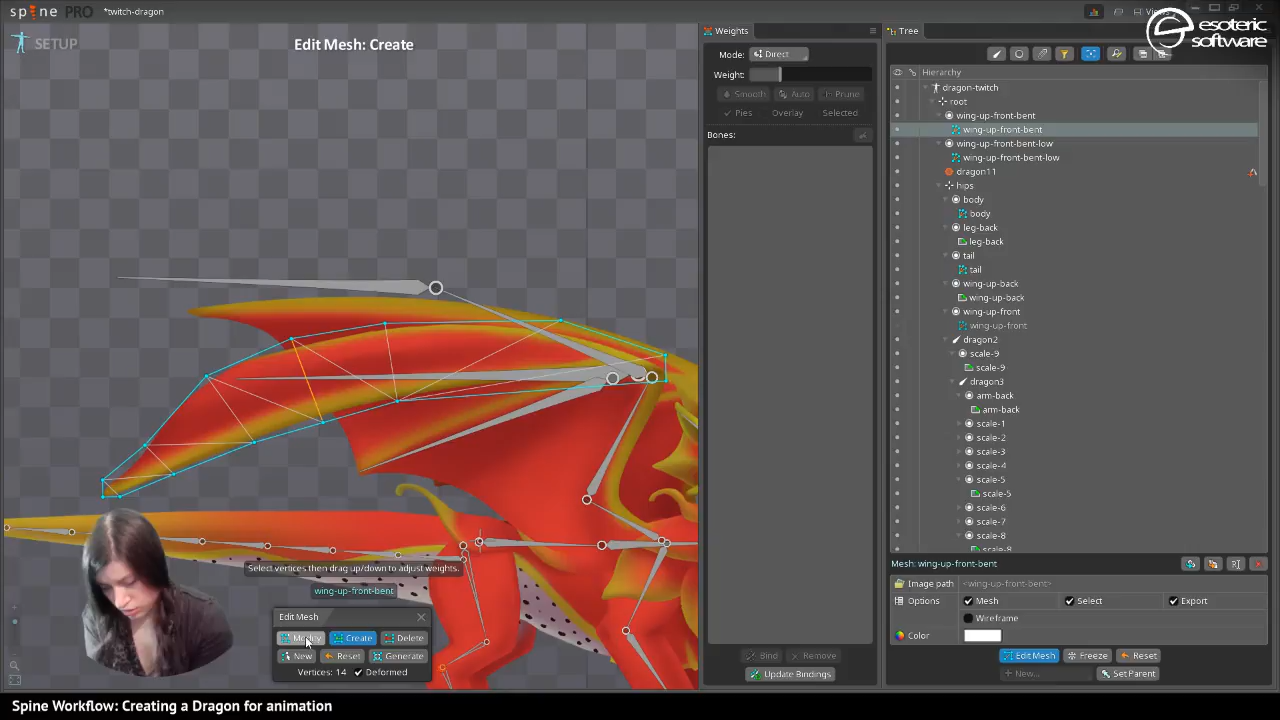 spine PRO
*twitch-dragon
Views
esoteric
software
SETUP
Edit Mesh: Create
Weights
Tree
Mode:
Direct
Weight:
Smooth
Auto
Prune
Pies
Overlay
Selected
Bones:
Hierarchy
dragon-twitch
root
wing-up-front-bent
wing-up-front-bent
wing-up-front-bent-low
wing-up-front-bent-low
dragon11
hips
body
body
leg-back
leg-back
tail
tail
wing-up-back
wing-up-back
wing-up-front
wing-up-front
dragon2
scale-9
scale-9
dragon3
arm-back
arm-back
scale-1
scale-2
scale-3
scale-4
scale-5
scale-5
scale-6
scale-7
scale-8
scale-8
Mesh: wing-up-front-bent
Image path
<wing-up-front-bent>
Options
Mesh
Select
Export
Wireframe
Color
Edit Mesh
Freeze
Reset
New...
Set Parent
Bind
Remove
Update Bindings
Select vertices then drag up/down to adjust weights.
wing-up-front-bent
Edit Mesh
Modify
Create
Delete
New
Reset
Generate
Vertices: 14
Deformed
Spine Workflow: Creating a Dragon for animation